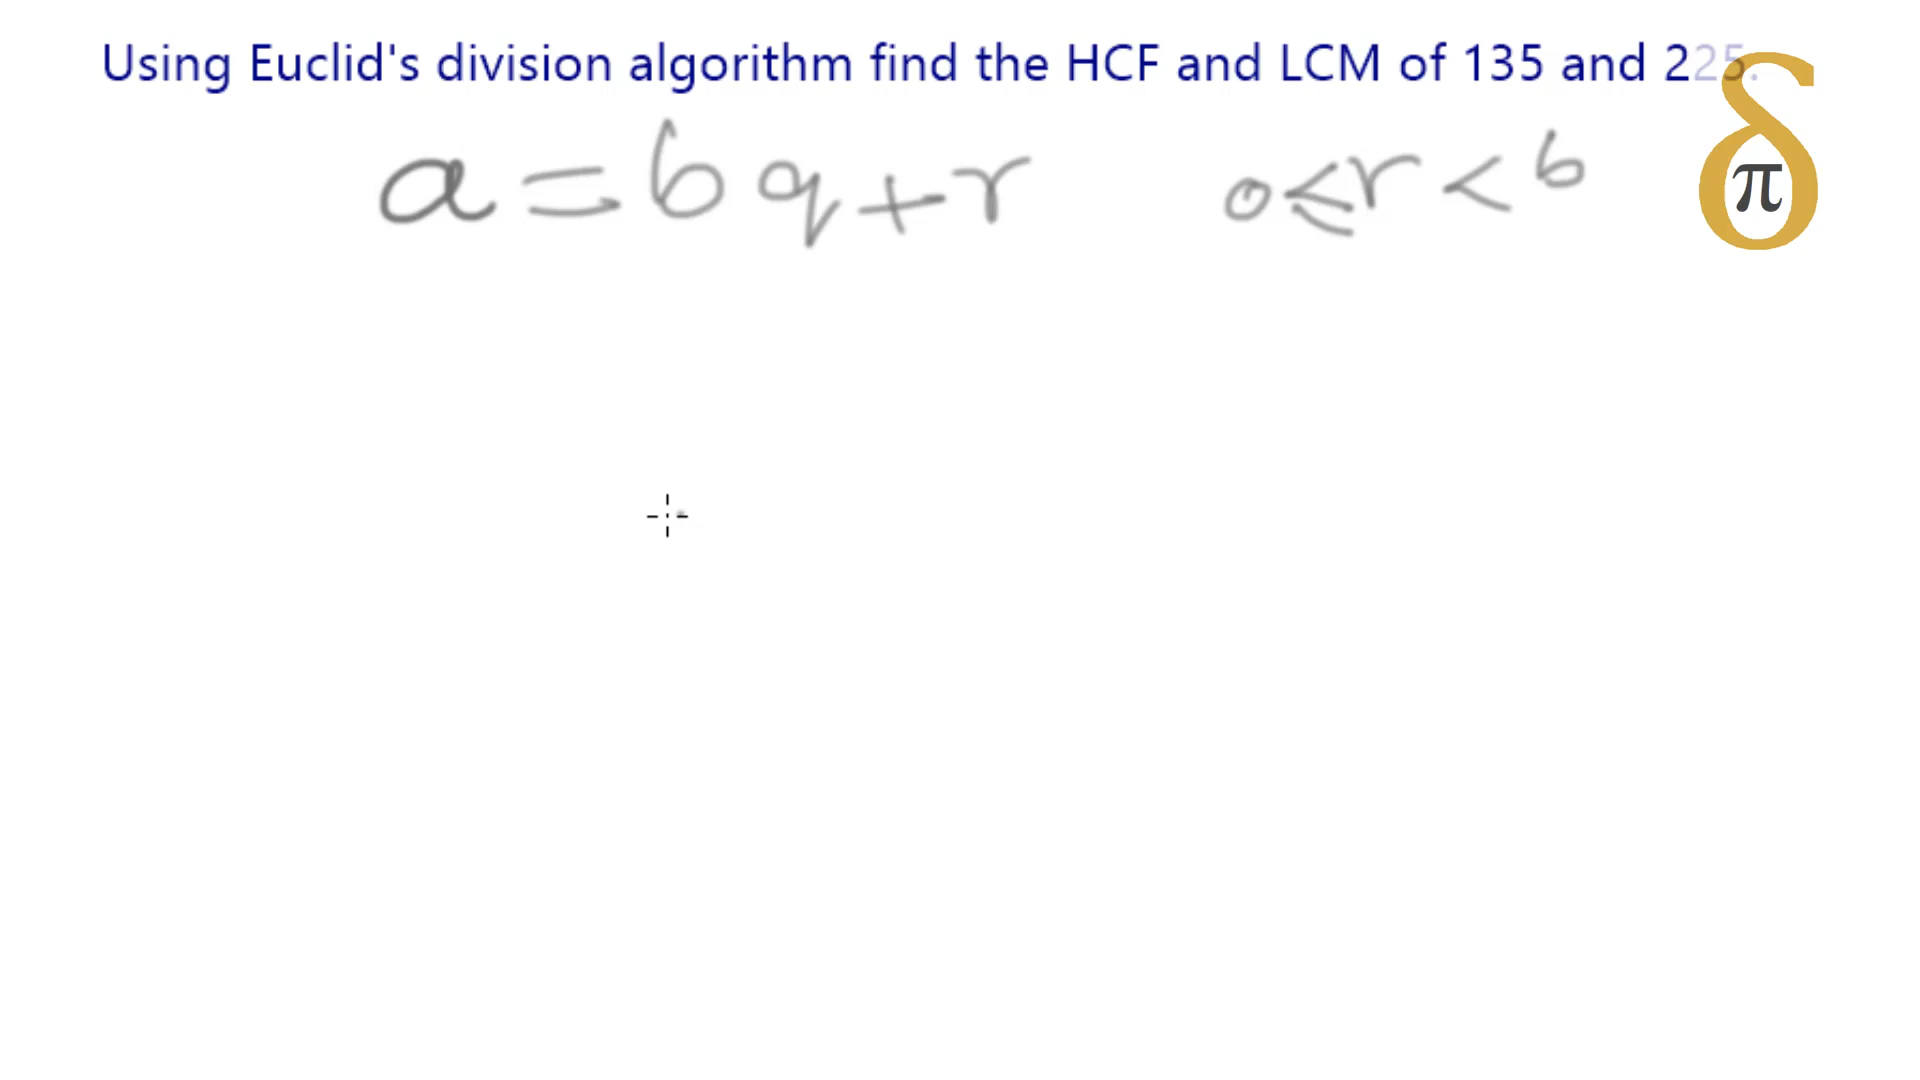 Using Euclid's division algorithm find the HCF and LCM of 135 and 225.
a = bq + r 0 ≤ r < b
δ
π